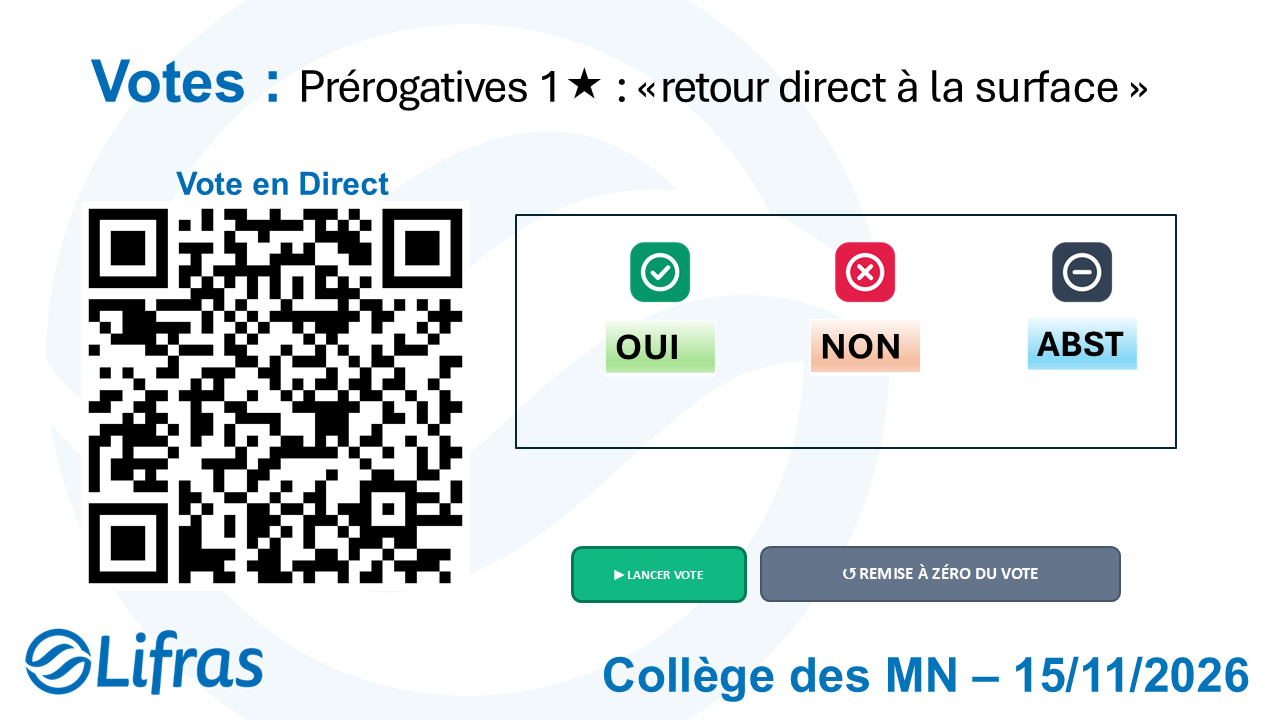 Votes : Prérogatives 1★ : «retour direct à la surface »
Vote en Direct
OUI
NON
ABST
▶ LANCER VOTE
↺ REMISE À ZÉRO DU VOTE
Lifras
Collège des MN – 15/11/2026